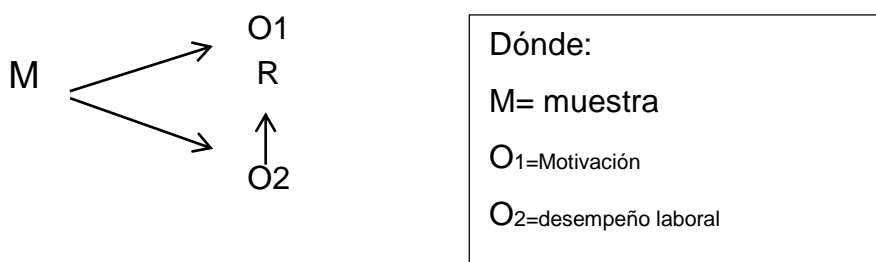 O1
M
R
O2
Dónde:
M= muestra
O1=Motivación
O2=desempeño laboral